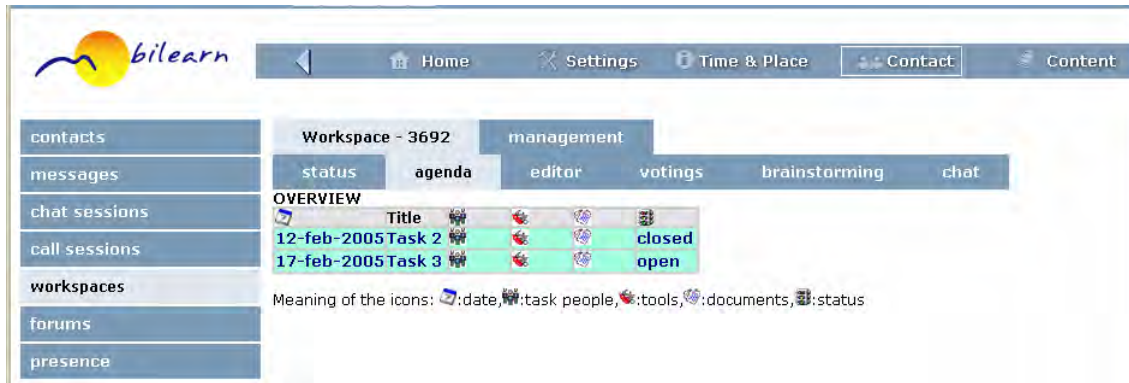 bilearn
Home Settings Time & Place Contact Content
contacts
messages
chat sessions
call sessions
workspaces
forums
presence
Workspace - 3692 management
status agenda editor votings brainstorming chat
OVERVIEW
Title
12-feb-2005 Task 2 closed
17-feb-2005 Task 3 open
Meaning of the icons: :date, :task people, :tools, :documents, :status